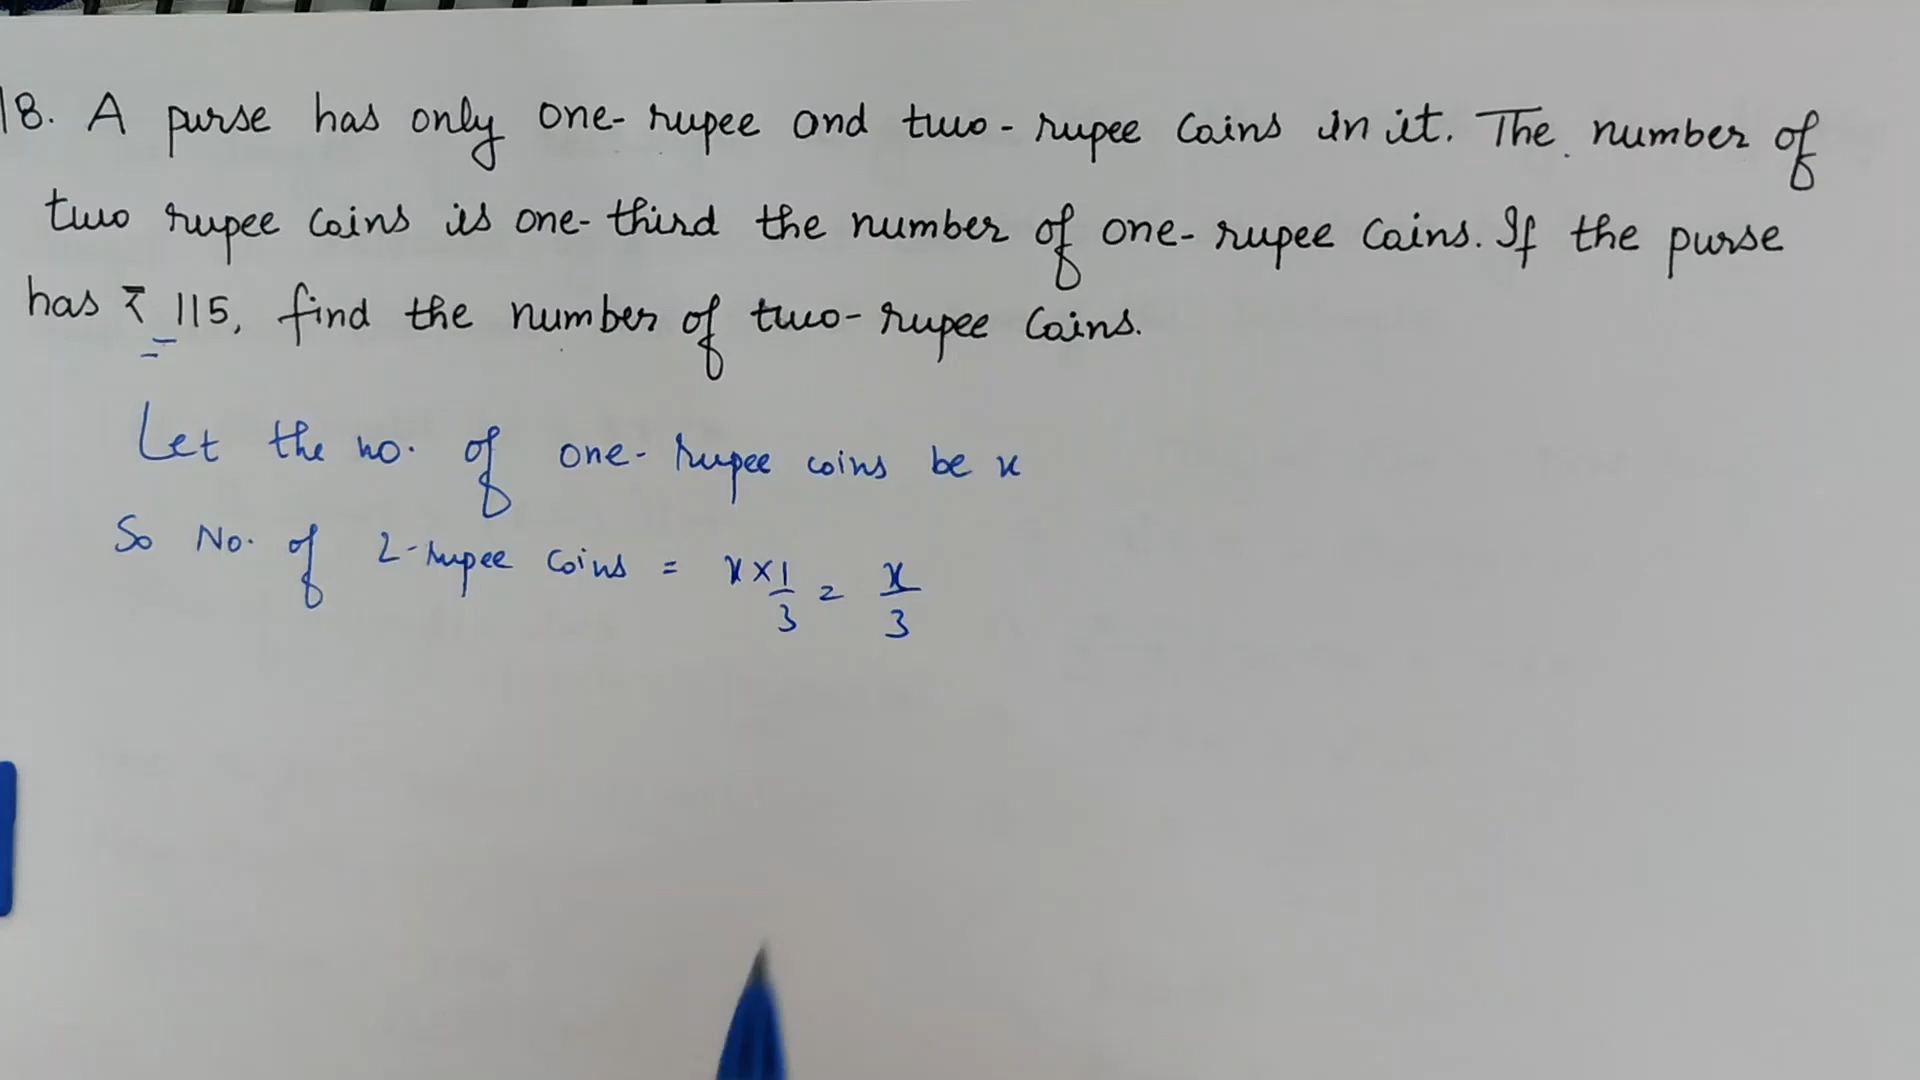 18. A purse has only one-rupee and two-rupee coins in it. The number of
two rupee coins is one-third the number of one-rupee coins. If the purse
has ₹ 115, find the number of two-rupee coins.
Let the no. of one-rupee coins be x
So No. of 2-rupee coins = x × 1/3 = x/3